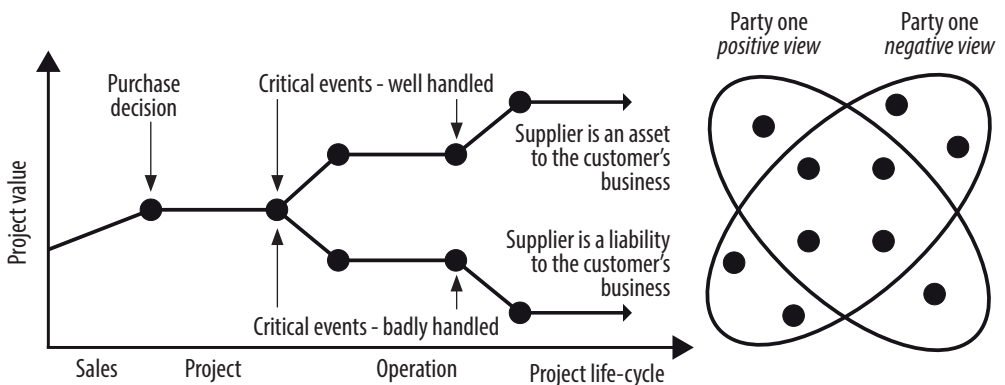 Project value
Purchase
decision
Critical events - well handled
Supplier is an asset
to the customer's
business
Supplier is a liability
to the customer's
business
Critical events - badly handled
Sales
Project
Operation
Project life-cycle
Party one
positive view
Party one
negative view